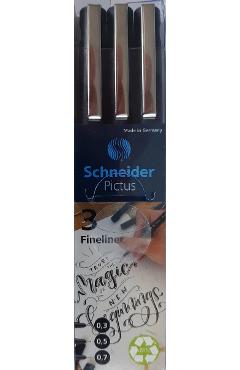 Made in Germany
Schneider
Pictus
3
Fineliner
TRUST
Magic
NEW
Beginnings
0,3
0,5
0,7